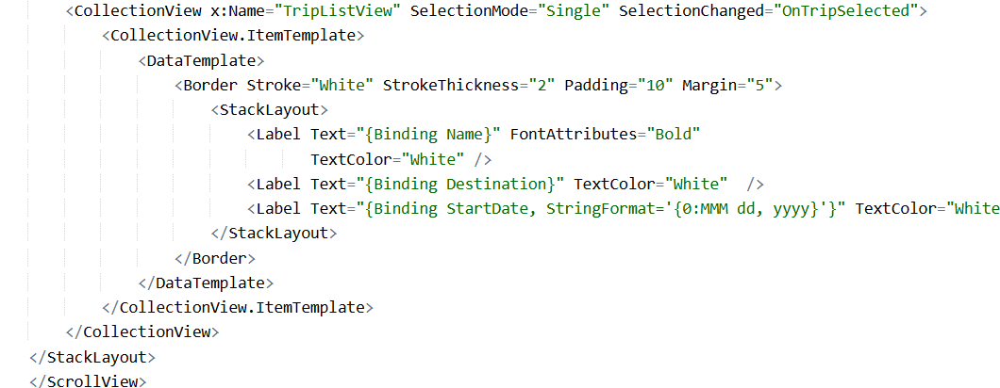 <CollectionView x:Name="TripListView" SelectionMode="Single" SelectionChanged="OnTripSelected">
<CollectionView.ItemTemplate>
<DataTemplate>
<Border Stroke="White" StrokeThickness="2" Padding="10" Margin="5">
<StackLayout>
<Label Text="{Binding Name}" FontAttributes="Bold"
TextColor="White" />
<Label Text="{Binding Destination}" TextColor="White"  />
<Label Text="{Binding StartDate, StringFormat='{0:MMM dd, yyyy}'}" TextColor="White
</StackLayout>
</Border>
</DataTemplate>
</CollectionView.ItemTemplate>
</CollectionView>
</StackLayout>
</ScrollView>